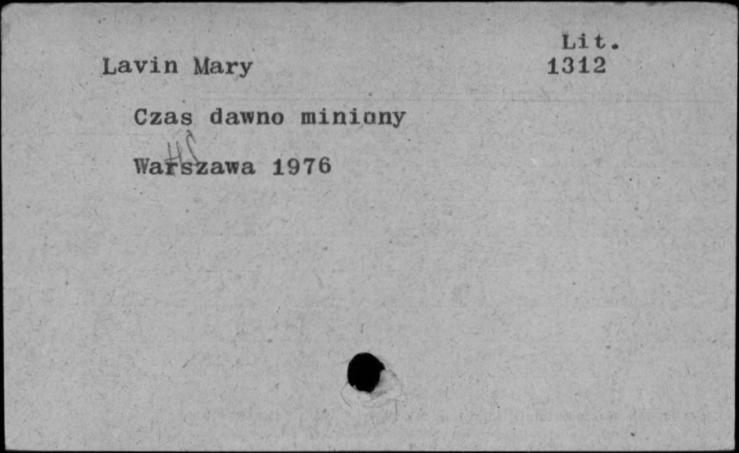 Lit.
Lavin Mary 1312
Czas dawno miniony
Warszawa 1976